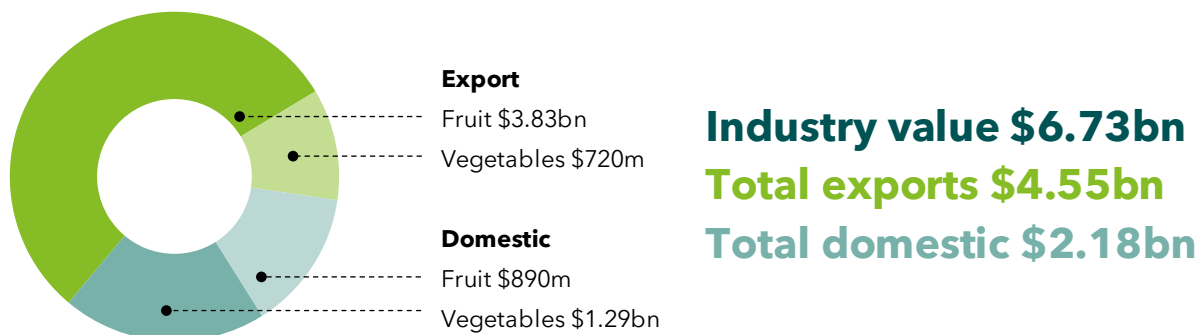 Export
Fruit $3.83bn
Vegetables $720m
Domestic
Fruit $890m
Vegetables $1.29bn
Industry value $6.73bn
Total exports $4.55bn
Total domestic $2.18bn